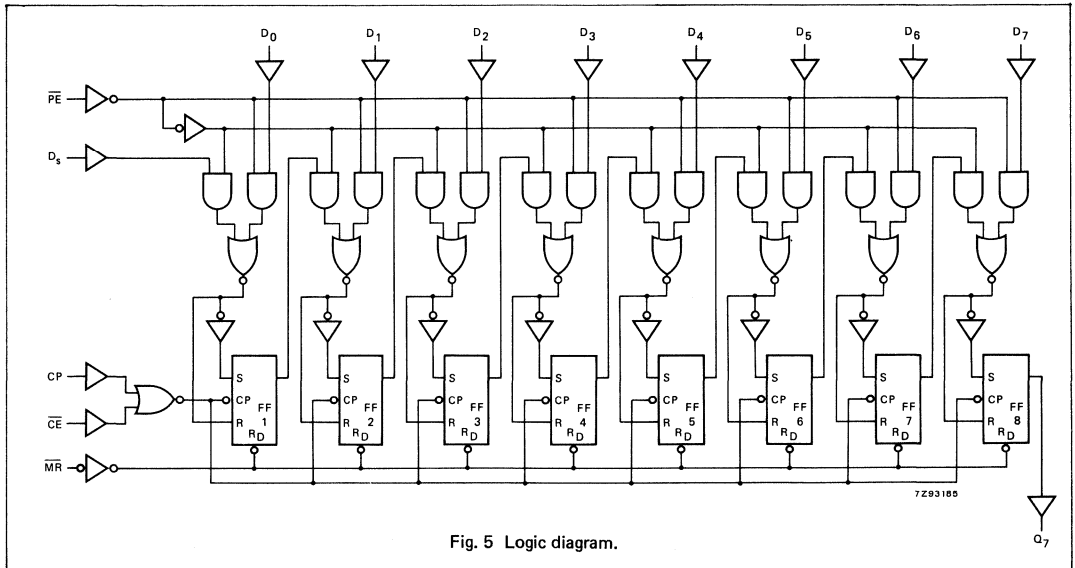 D0 D1 D2 D3 D4 D5 D6 D7
PE
Ds
CP
CE
MR
S CP R RD FF 1
S CP R RD FF 2
S CP R RD FF 3
S CP R RD FF 4
S CP R RD FF 5
S CP R RD FF 6
S CP R RD FF 7
S CP R RD FF 8
7Z93185
Q7
Fig. 5 Logic diagram.